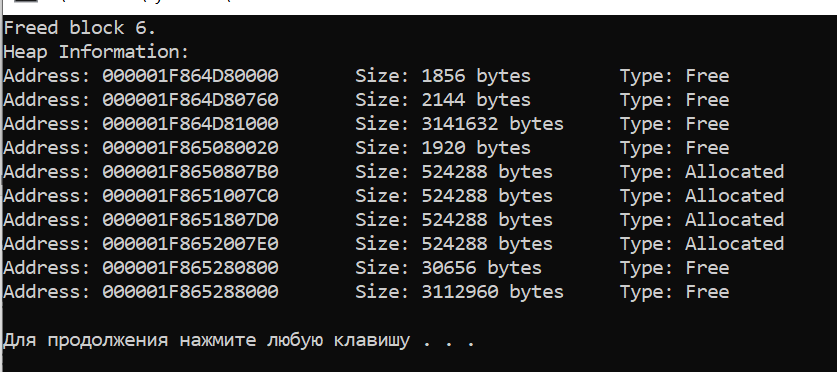 Freed block 6.
Heap Information:
Address: 000001F864D80000 Size: 1856 bytes Type: Free
Address: 000001F864D80760 Size: 2144 bytes Type: Free
Address: 000001F864D81000 Size: 3141632 bytes Type: Free
Address: 000001F865080020 Size: 1920 bytes Type: Free
Address: 000001F8650807B0 Size: 524288 bytes Type: Allocated
Address: 000001F8651007C0 Size: 524288 bytes Type: Allocated
Address: 000001F8651807D0 Size: 524288 bytes Type: Allocated
Address: 000001F8652007E0 Size: 524288 bytes Type: Allocated
Address: 000001F865280800 Size: 30656 bytes Type: Free
Address: 000001F865288000 Size: 3112960 bytes Type: Free
Для продолжения нажмите любую клавишу . . .